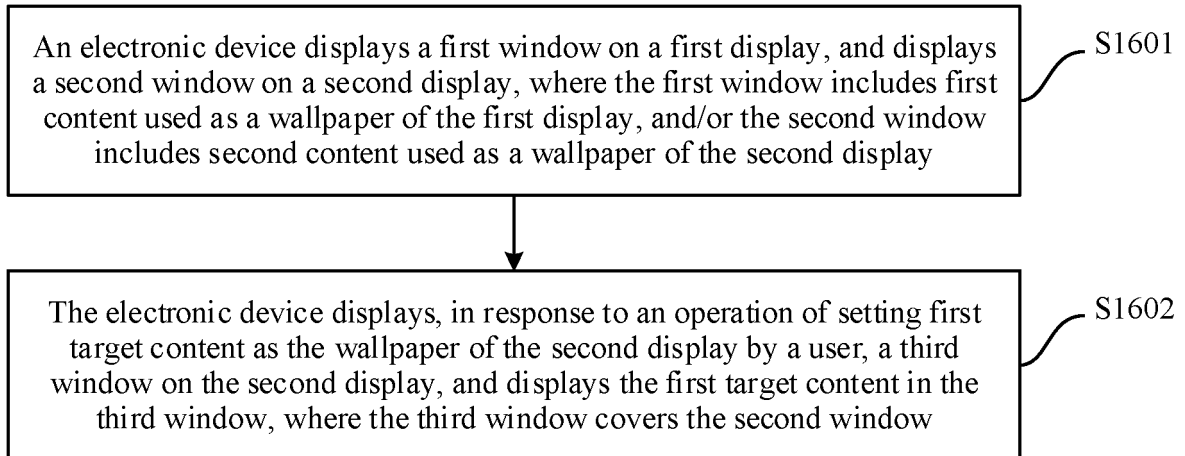 An electronic device displays a first window on a first display, and displays
a second window on a second display, where the first window includes first
content used as a wallpaper of the first display, and/or the second window
includes second content used as a wallpaper of the second display
S1601
The electronic device displays, in response to an operation of setting first
target content as the wallpaper of the second display by a user, a third
window on the second display, and displays the first target content in the
third window, where the third window covers the second window
S1602